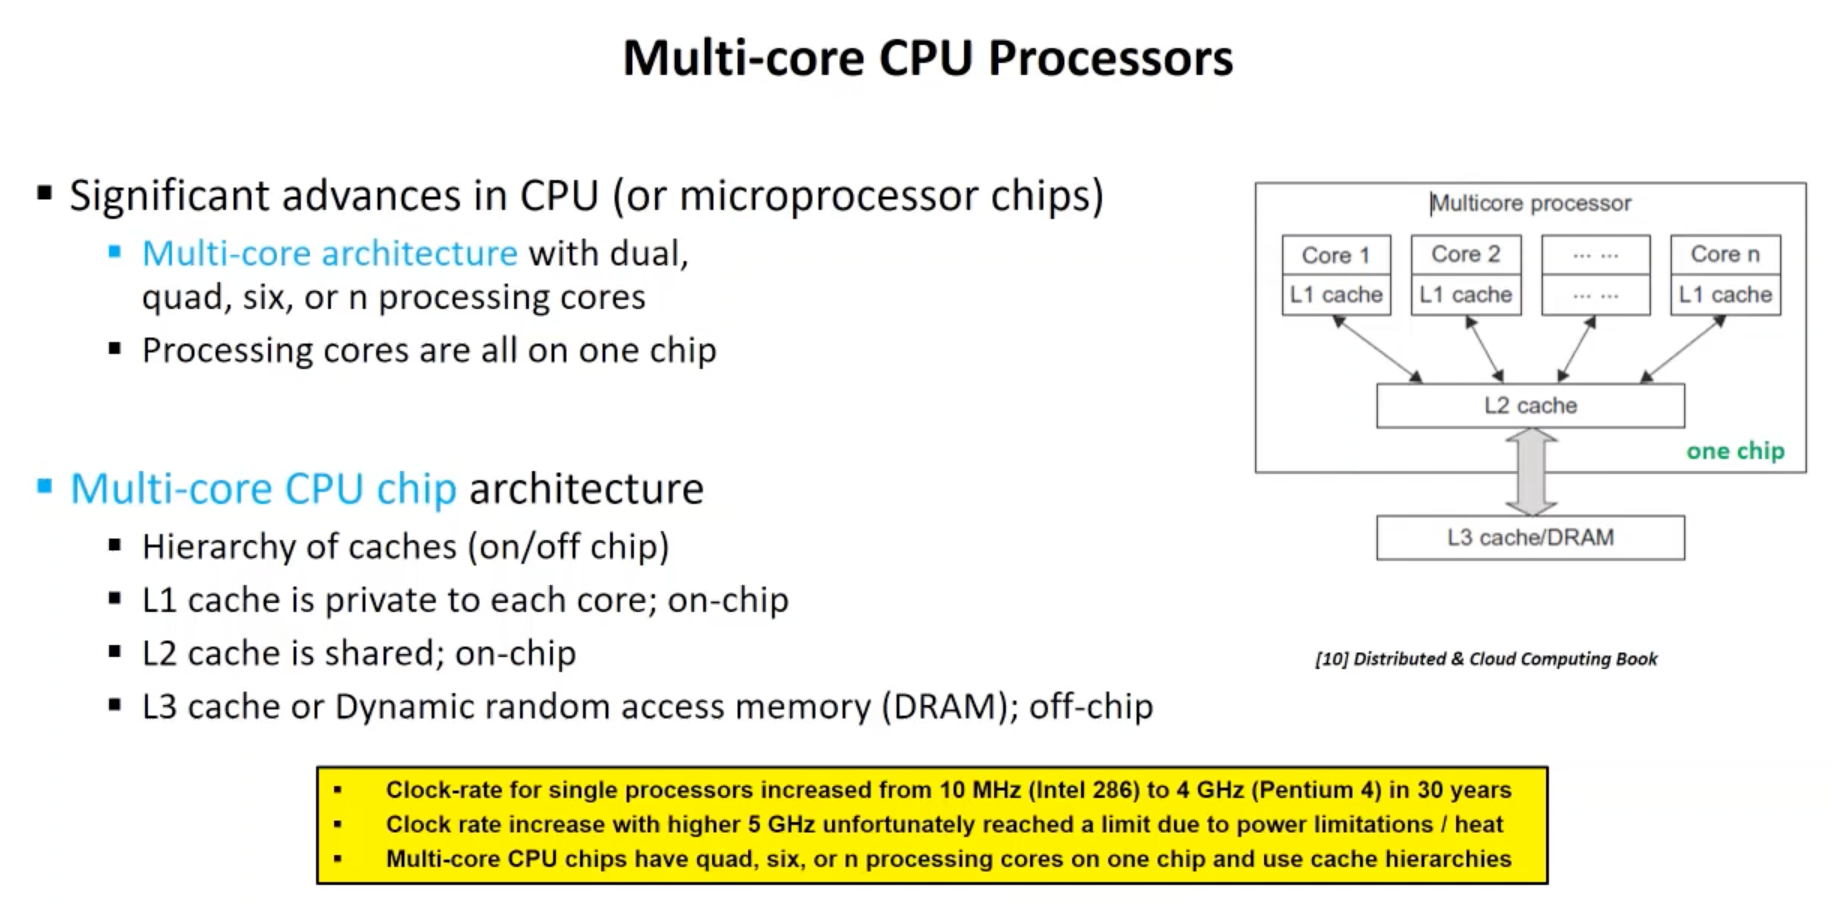 Multi-core CPU Processors
Significant advances in CPU (or microprocessor chips)
Multi-core architecture with dual,
quad, six, or n processing cores
Processing cores are all on one chip
Multi-core CPU chip architecture
Hierarchy of caches (on/off chip)
L1 cache is private to each core; on-chip
L2 cache is shared; on-chip
L3 cache or Dynamic random access memory (DRAM); off-chip
Multicore processor
Core 1 Core 2 ... ... Core n
L1 cache L1 cache ... ... L1 cache
L2 cache
one chip
L3 cache/DRAM
[10] Distributed & Cloud Computing Book
Clock-rate for single processors increased from 10 MHz (Intel 286) to 4 GHz (Pentium 4) in 30 years
Clock rate increase with higher 5 GHz unfortunately reached a limit due to power limitations / heat
Multi-core CPU chips have quad, six, or n processing cores on one chip and use cache hierarchies